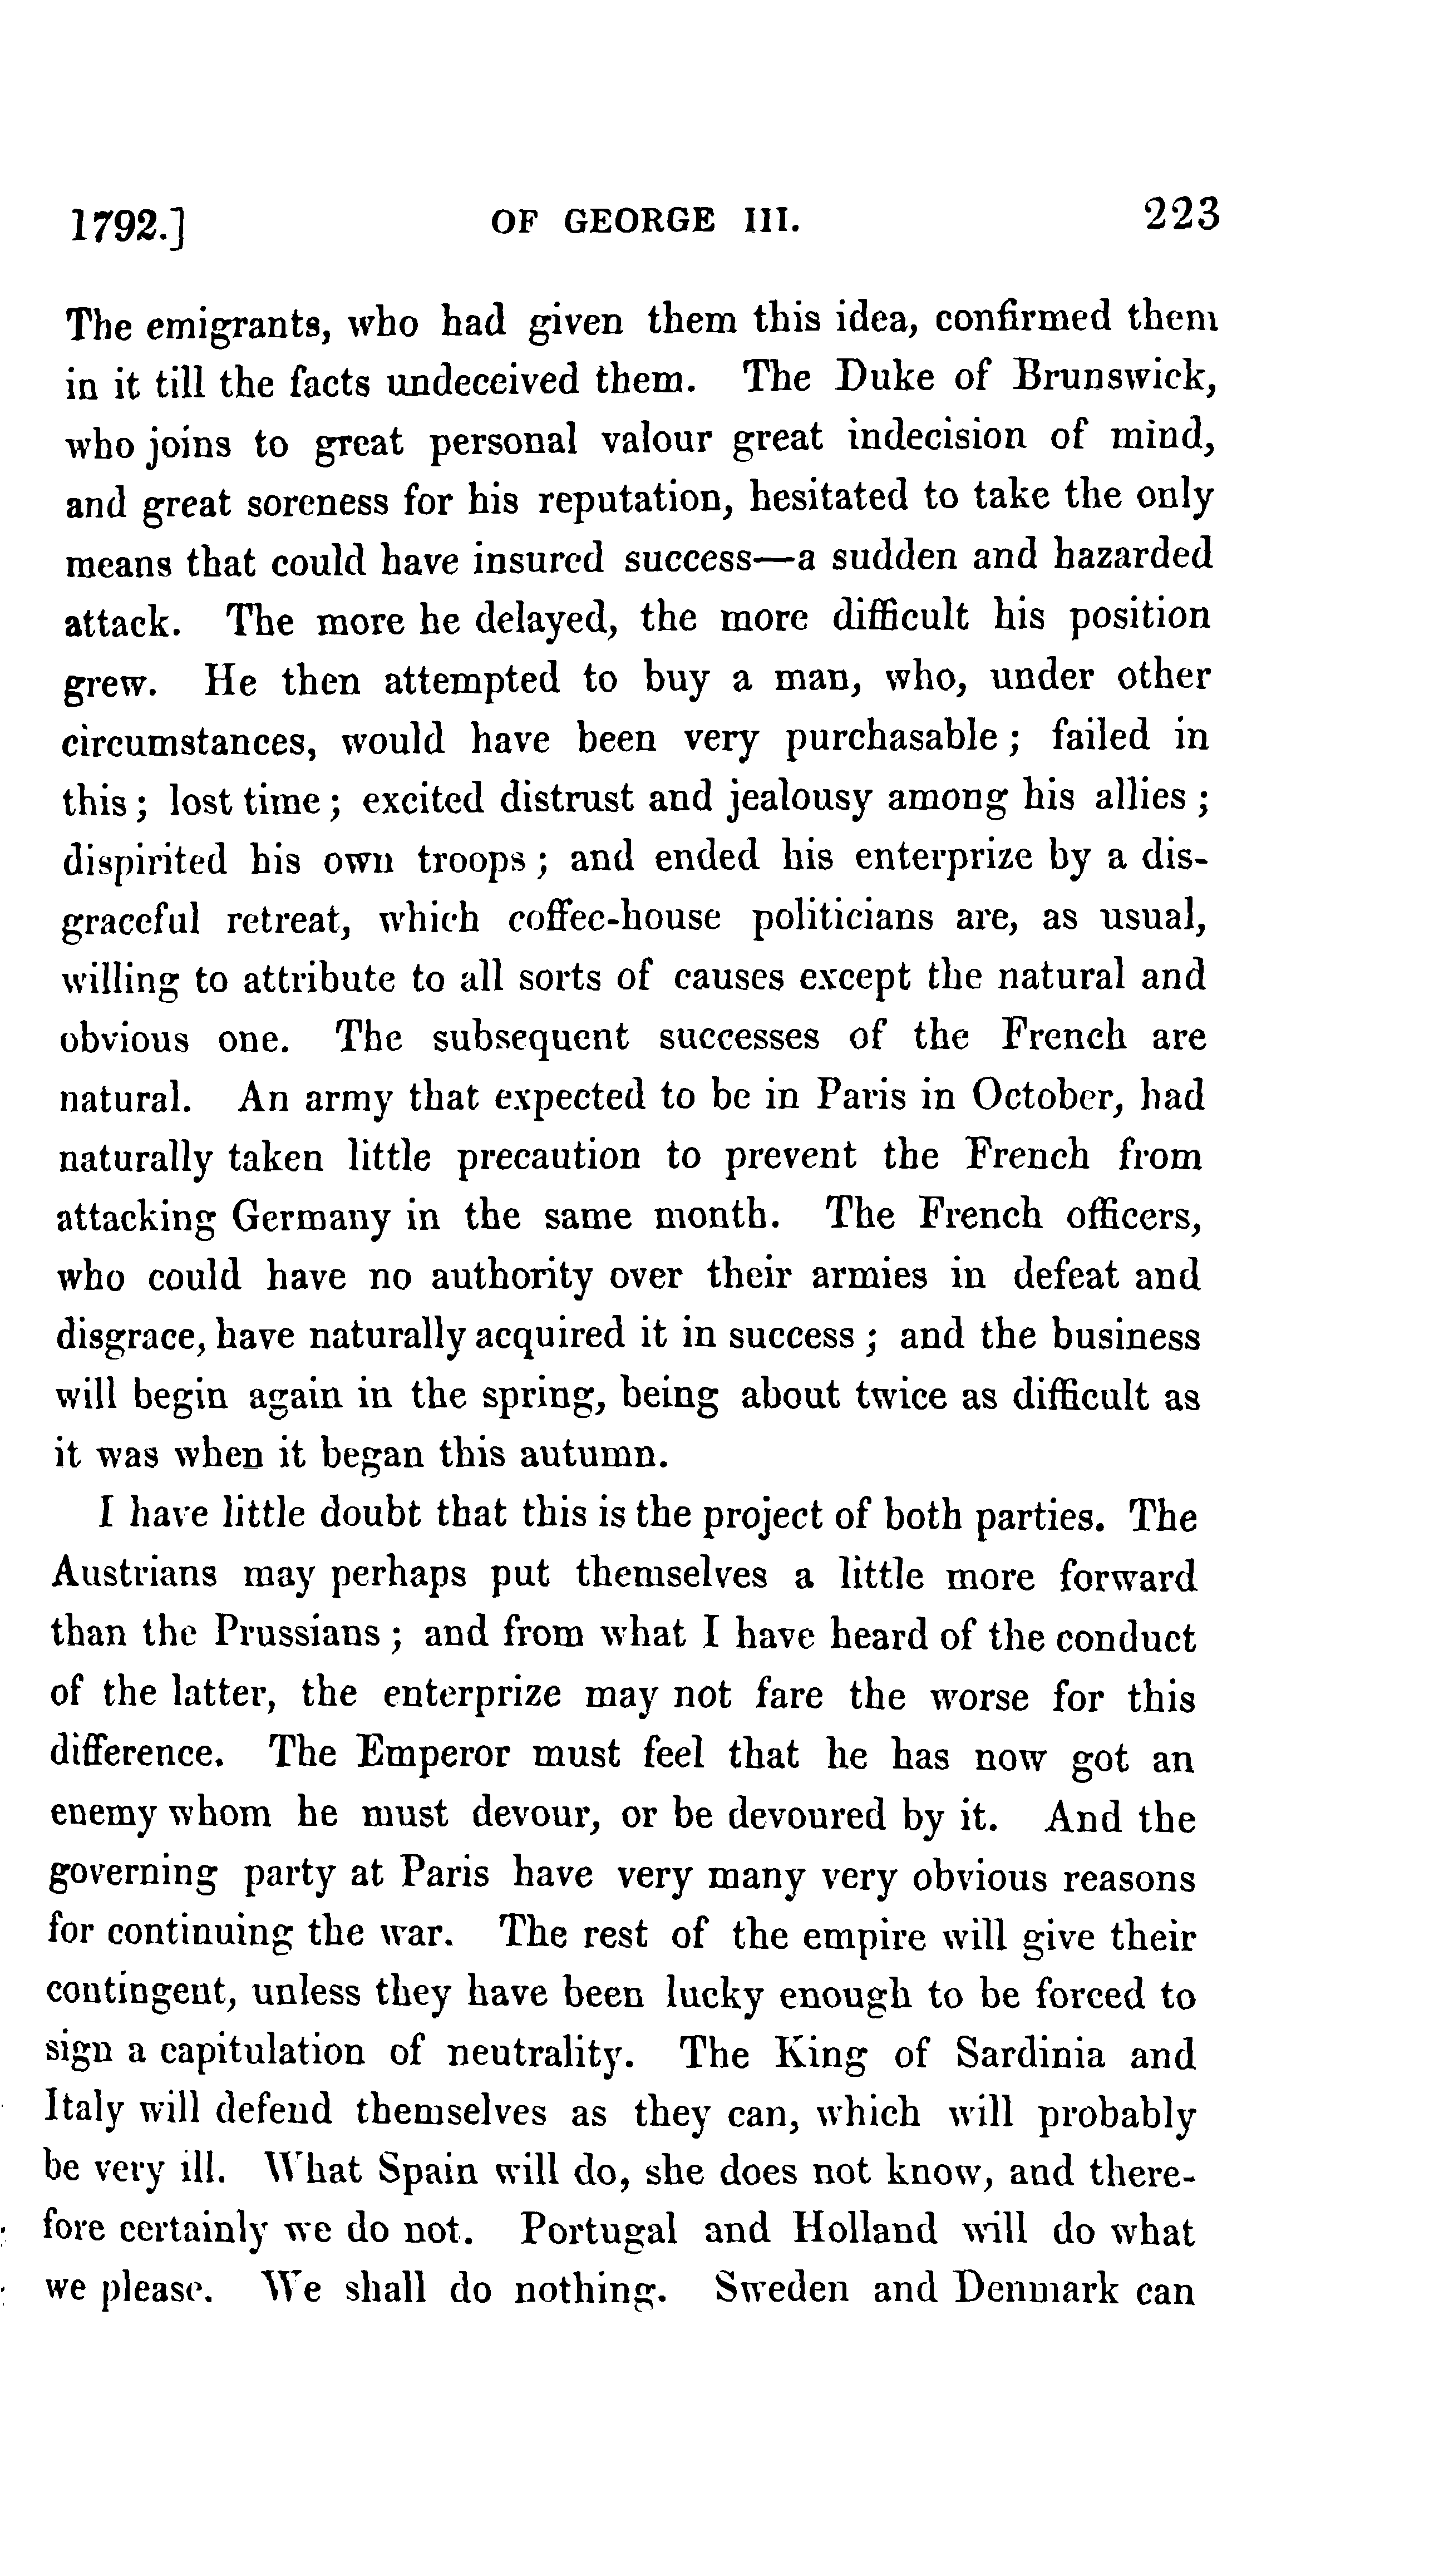 1792.] OF GEORGE III. 223
The emigrants, who had given them this idea, confirmed them
in it till the facts undeceived them. The Duke of Brunswick,
who joins to great personal valour great indecision of mind,
and great soreness for his reputation, hesitated to take the only
means that could have insured success—a sudden and hazarded
attack. The more he delayed, the more difficult his position
grew. He then attempted to buy a man, who, under other
circumstances, would have been very purchasable; failed in
this; lost time; excited distrust and jealousy among his allies;
dispirited his own troops; and ended his enterprize by a dis-
graceful retreat, which coffee-house politicians are, as usual,
willing to attribute to all sorts of causes except the natural and
obvious one. The subsequent successes of the French are
natural. An army that expected to be in Paris in October, had
naturally taken little precaution to prevent the French from
attacking Germany in the same month. The French officers,
who could have no authority over their armies in defeat and
disgrace, have naturally acquired it in success; and the business
will begin again in the spring, being about twice as difficult as
it was when it began this autumn.
I have little doubt that this is the project of both parties. The
Austrians may perhaps put themselves a little more forward
than the Prussians; and from what I have heard of the conduct
of the latter, the enterprize may not fare the worse for this
difference. The Emperor must feel that he has now got an
enemy whom he must devour, or be devoured by it. And the
governing party at Paris have very many very obvious reasons
for continuing the war. The rest of the empire will give their
contingent, unless they have been lucky enough to be forced to
sign a capitulation of neutrality. The King of Sardinia and
Italy will defend themselves as they can, which will probably
be very ill. What Spain will do, she does not know, and there-
fore certainly we do not. Portugal and Holland will do what
we please. We shall do nothing. Sweden and Denmark can